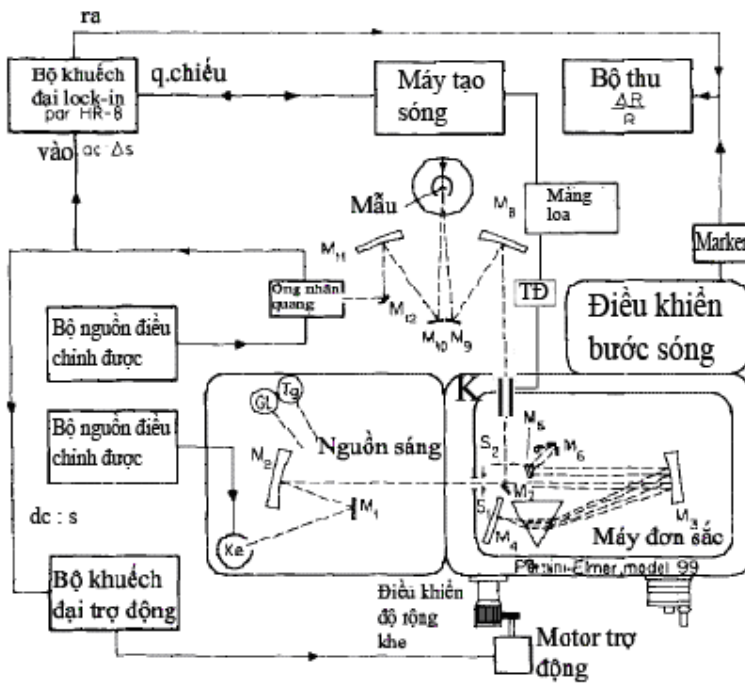 ra
Bộ khuếch
đại lock-in
par HR-8
q.chiếu
Máy tạo
sóng
Bộ thu
ΔR
R
vào
ac : Δs
Mẫu
Màng
loa
M8
M11
Marker
Ống nhân
quang
M12
M10
M9
TĐ
Điều khiển
bước sóng
Bộ nguồn điều
chỉnh được
K
GL
Tg
Nguồn sáng
M2
M1
Xe
S2
S1
M5
M6
M7
M3
M4
Máy đơn sắc
Perkin-Elmer, model 99
Bộ nguồn điều
chỉnh được
dc : s
Bộ khuếch
đại trợ động
Điều khiển
độ rộng
khe
Motor trợ
động